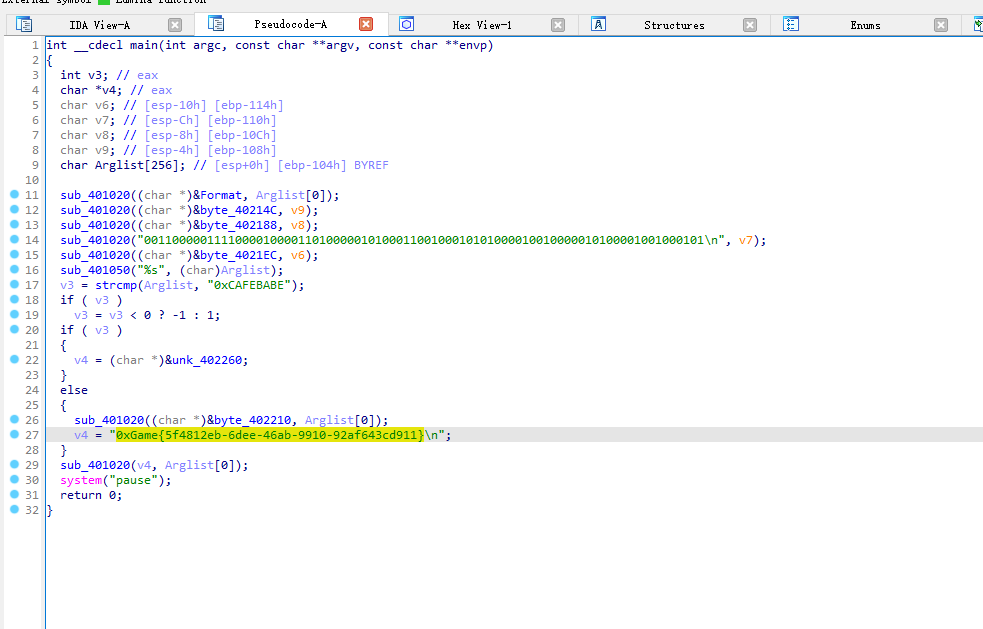 External symbol Lumina function
IDA View-A Pseudocode-A Hex View-1 Structures Enums
1 int __cdecl main(int argc, const char **argv, const char **envp)
2 {
3 int v3; // eax
4 char *v4; // eax
5 char v6; // [esp-10h] [ebp-114h]
6 char v7; // [esp-Ch] [ebp-110h]
7 char v8; // [esp-8h] [ebp-10Ch]
8 char v9; // [esp-4h] [ebp-108h]
9 char Arglist[256]; // [esp+0h] [ebp-104h] BYREF
10
11 sub_401020((char *)&Format, Arglist[0]);
12 sub_401020((char *)&byte_40214C, v9);
13 sub_401020((char *)&byte_402188, v8);
14 sub_401020("00110000011110000100001101000001010001100100010101000010010000010100001001000101\n", v7);
15 sub_401020((char *)&byte_4021EC, v6);
16 sub_401050("%s", (char)Arglist);
17 v3 = strcmp(Arglist, "0xCAFEBABE");
18 if ( v3 )
19 v3 = v3 < 0 ? -1 : 1;
20 if ( v3 )
21 {
22 v4 = (char *)&unk_402260;
23 }
24 else
25 {
26 sub_401020((char *)&byte_402210, Arglist[0]);
27 v4 = "0xGame{5f4812eb-6dee-46ab-9910-92af643cd911}\n";
28 }
29 sub_401020(v4, Arglist[0]);
30 system("pause");
31 return 0;
32 }